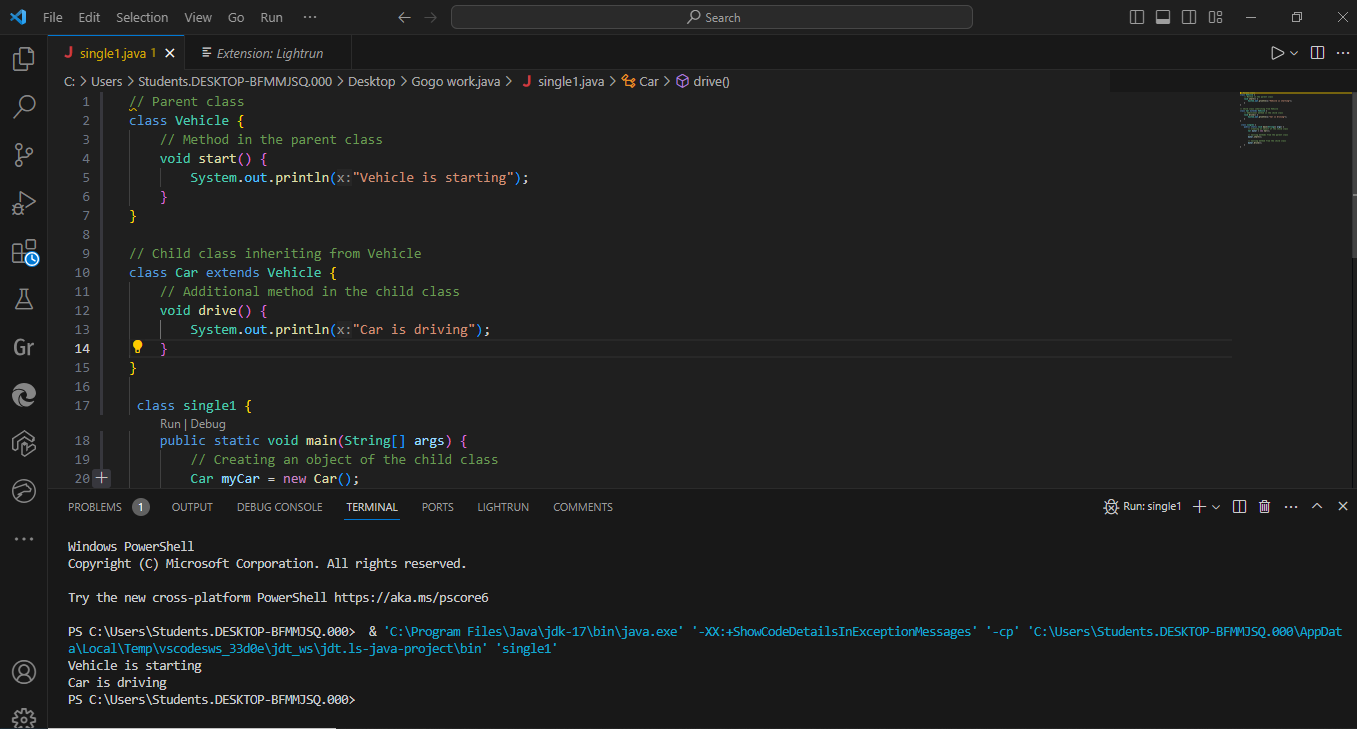 File Edit Selection View Go Run ··· Search
single1.java 1 Extension: Lightrun
C: > Users > Students.DESKTOP-BFMMJSQ.000 > Desktop > Gogo work.java > single1.java > Car > drive()
1 // Parent class
2 class Vehicle {
3 // Method in the parent class
4 void start() {
5 System.out.println(x:"Vehicle is starting");
6 }
7 }
8
9 // Child class inheriting from Vehicle
10 class Car extends Vehicle {
11 // Additional method in the child class
12 void drive() {
13 System.out.println(x:"Car is driving");
14 }
15 }
16
17 class single1 {
Run | Debug
18 public static void main(String[] args) {
19 // Creating an object of the child class
20 Car myCar = new Car();
Gr
PROBLEMS 1 OUTPUT DEBUG CONSOLE TERMINAL PORTS LIGHTRUN COMMENTS Run: single1
Windows PowerShell
Copyright (C) Microsoft Corporation. All rights reserved.
Try the new cross-platform PowerShell https://aka.ms/pscore6
PS C:\Users\Students.DESKTOP-BFMMJSQ.000> & 'C:\Program Files\Java\jdk-17\bin\java.exe' '-XX:+ShowCodeDetailsInExceptionMessages' '-cp' 'C:\Users\Students.DESKTOP-BFMMJSQ.000\AppDat
a\Local\Temp\vscodesws_33d0e\jdt_ws\jdt.ls-java-project\bin' 'single1'
Vehicle is starting
Car is driving
PS C:\Users\Students.DESKTOP-BFMMJSQ.000>